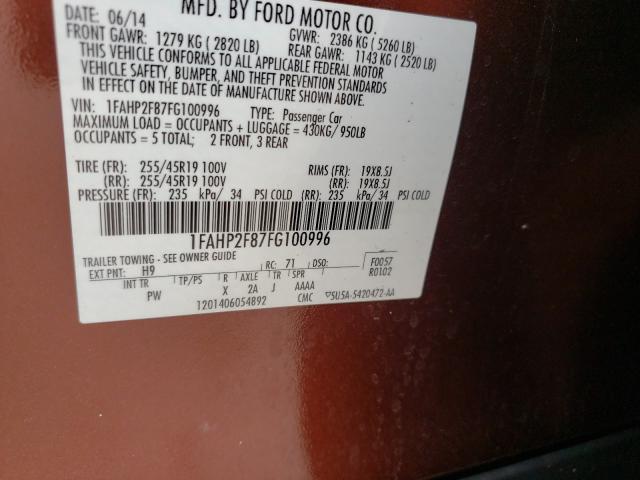 MFD. BY FORD MOTOR CO.
DATE: 06/14
GVWR: 2386 KG ( 5260 LB)
FRONT GAWR: 1279 KG ( 2820 LB)
REAR GAWR: 1143 KG ( 2520 LB)
THIS VEHICLE CONFORMS TO ALL APPLICABLE FEDERAL MOTOR
VEHICLE SAFETY, BUMPER, AND THEFT PREVENTION STANDARDS
IN EFFECT ON THE DATE OF MANUFACTURE SHOWN ABOVE.
VIN: 1FAHP2F87FG100996 TYPE: Passenger Car
MAXIMUM LOAD = OCCUPANTS + LUGGAGE = 430KG/ 950LB
OCCUPANTS = 5 TOTAL; 2 FRONT, 3 REAR
TIRE (FR): 255/45R19 100V RIMS (FR): 19X8.5J
(RR): 255/45R19 100V (RR): 19X8.5J
PRESSURE (FR): 235 kPa/ 34 PSI COLD (RR): 235 kPa/ 34 PSI COLD
1FAHP2F87FG100996
TRAILER TOWING - SEE OWNER GUIDE
EXT PNT: H9 RC: 71 DSO: F0057
R0102
INT TR TP/PS R AXLE TR SPR
PW X 2A J AAAA
1201406054892 CMC ▽5U5A-5420472-AA